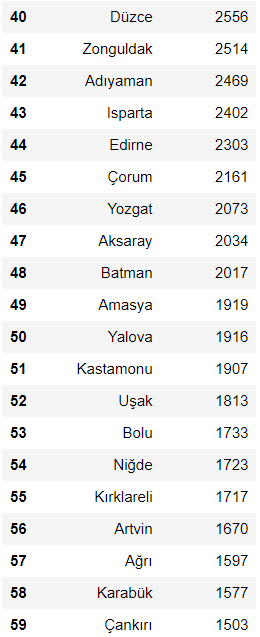 40 Düzce 2556
41 Zonguldak 2514
42 Adıyaman 2469
43 Isparta 2402
44 Edirne 2303
45 Çorum 2161
46 Yozgat 2073
47 Aksaray 2034
48 Batman 2017
49 Amasya 1919
50 Yalova 1916
51 Kastamonu 1907
52 Uşak 1813
53 Bolu 1733
54 Niğde 1723
55 Kırklareli 1717
56 Artvin 1670
57 Ağrı 1597
58 Karabük 1577
59 Çankırı 1503